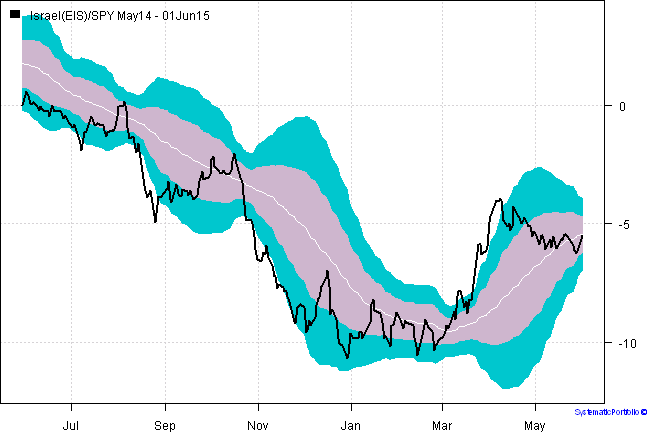 Israel(EIS)/SPY May14 - 01Jun15
0
-5
-10
Jul Sep Nov Jan Mar May
SystematicPortfolio ©